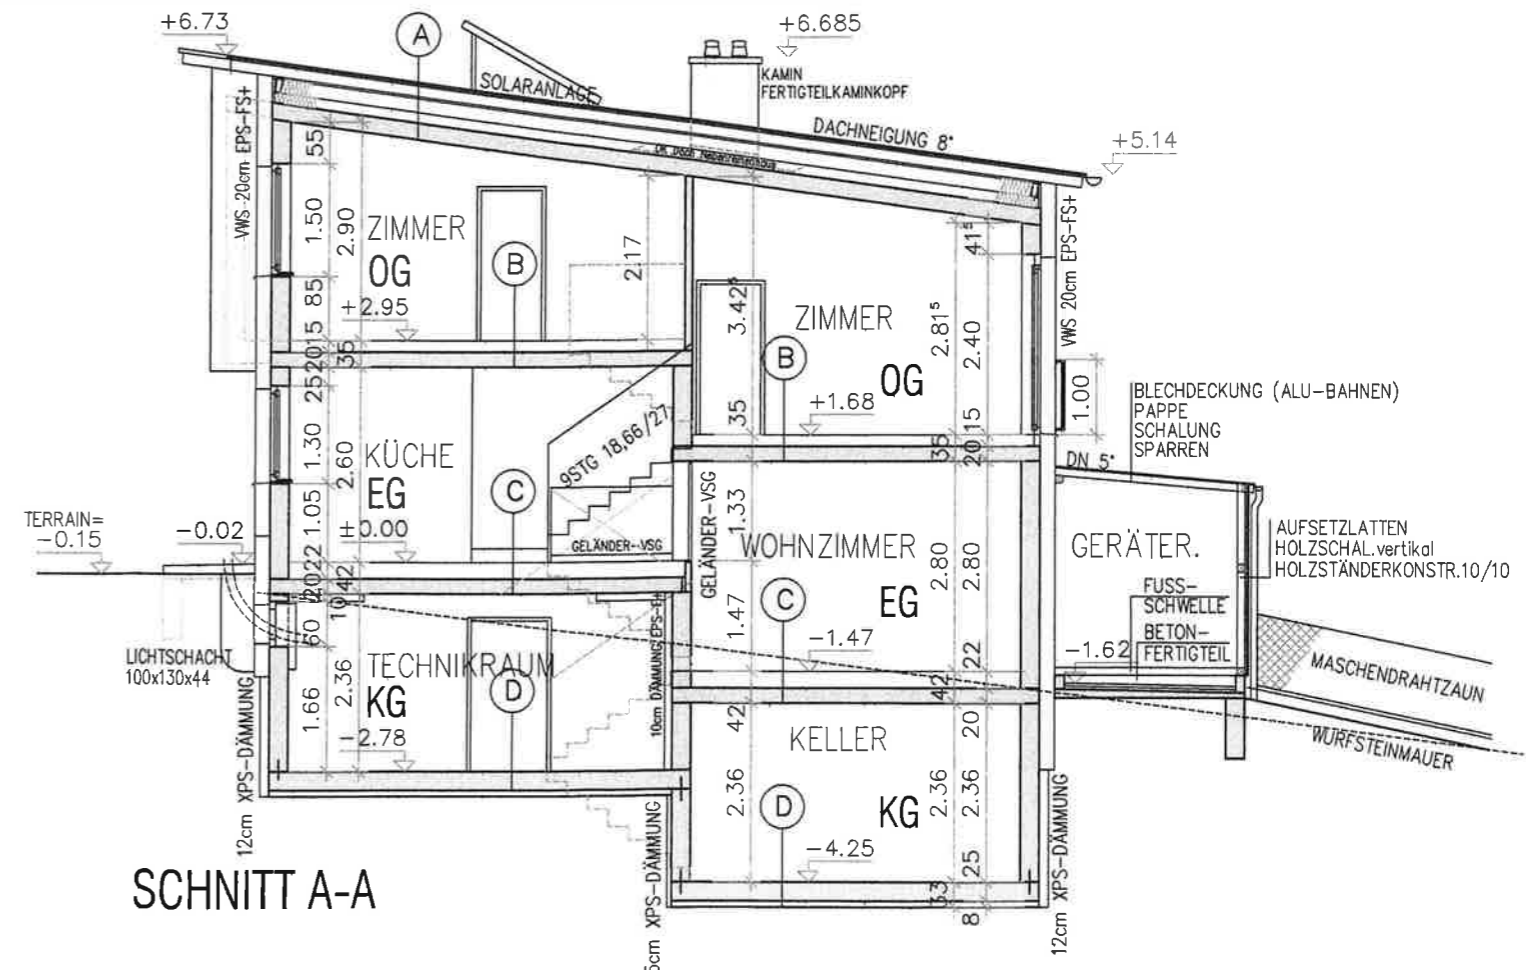 +6.73
A
+6.685
SOLARANLAGE
KAMIN
FERTIGTEILKAMINKOPF
DACHNEIGUNG 8°
+5.14
VWS 20cm EPS-FS+
55
1.50
2.90
85
15
20
35
ZIMMER
OG
+2.95
B
2.17
3.42⁵
35
ZIMMER
OG
+1.68
B
41⁵
2.81⁵
2.40
15
35
20
VWS 20cm EPS-FS+
1.00
BLECHDECKUNG (ALU-BAHNEN)
PAPPE
SCHALUNG
SPARREN
DN 5°
25
1.30
2.60
1.05
22
20
42
KÜCHE
EG
±0.00
C
9STG 18,66/27
GELÄNDER-VSG
GELÄNDER-VSG
1.33
1.47
WOHNZIMMER
EG
-1.47
C
2.80
2.80
22
42
GERÄTER.
AUFSETZLATTEN
HOLZSCHAL.vertikal
HOLZSTÄNDERKONSTR.10/10
FUSS-
SCHWELLE
BETON-
FERTIGTEIL
-1.62
TERRAIN=
-0.15
-0.02
LICHTSCHACHT
100x130x44
10
60
1.66
2.36
TECHNIKRAUM
KG
-2.78
D
42
2.36
KELLER
KG
-4.25
D
20
2.36
2.36
25
33
8
MASCHENDRAHTZAUN
WURFSTEINMAUER
12cm XPS-DÄMMUNG
XPS-DÄMMUNG
12cm XPS-DÄMMUNG
SCHNITT A-A